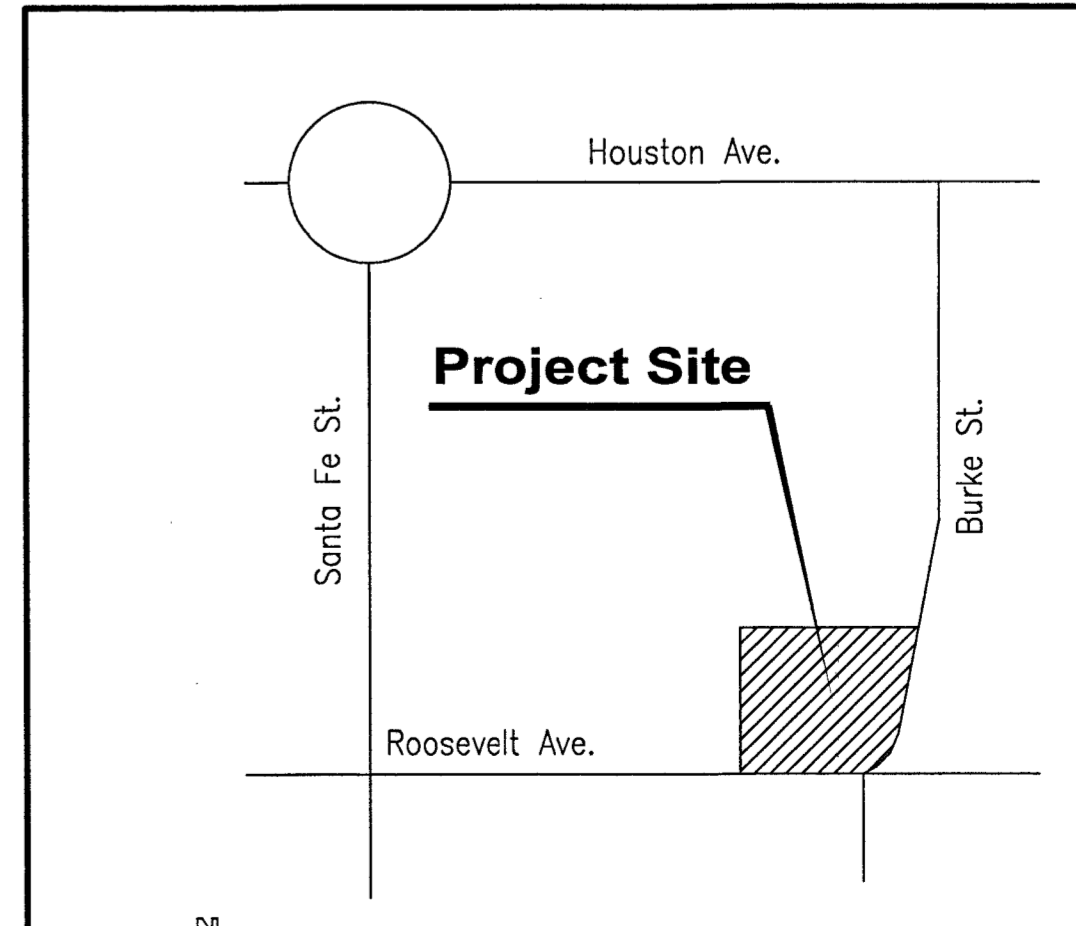 Houston Ave.
Project Site
Santa Fe St.
Burke St.
Roosevelt Ave.